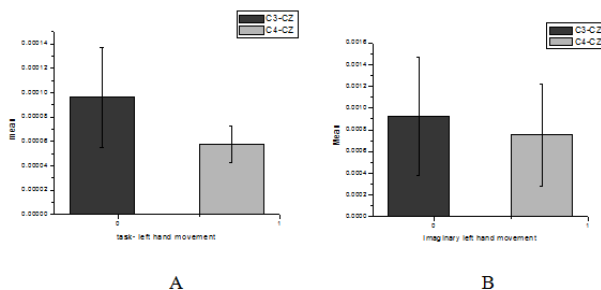 C3-CZ
C4-CZ
0.00014
0.00012
0.00010
0.00008
0.00006
0.00004
0.00002
0.00000
mean
0
1
task- left hand movement
A
C3-CZ
C4-CZ
0.0016
0.0014
0.0012
0.0010
0.0008
0.0006
0.0004
0.0002
0.0000
Mean
0
1
imaginary left hand movement
B